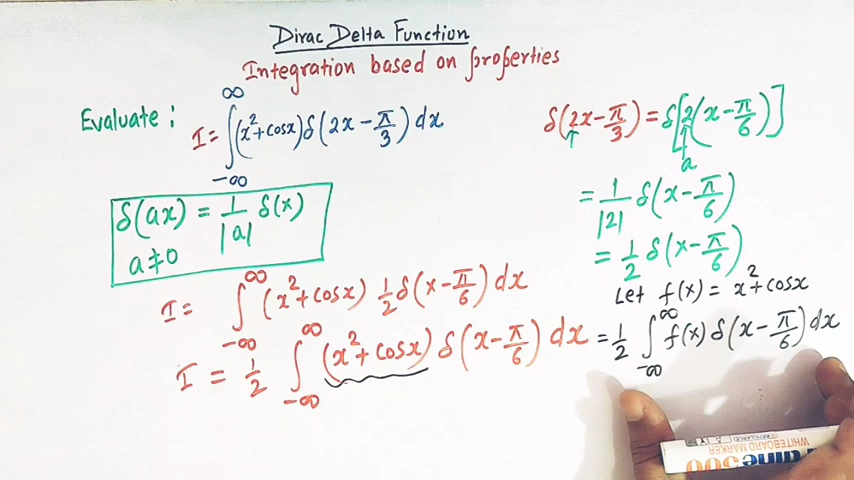 Dirac Delta Function
Integration based on properties
Evaluate : I = ∫_{-∞}^{∞} (x²+cosx) δ(2x - π/3) dx
δ(ax) = 1/|a| δ(x)
a≠0
δ(2x - π/3) = δ[2(x - π/6)]
a
= 1/|2| δ(x - π/6)
= 1/2 δ(x - π/6)
I = ∫_{-∞}^{∞} (x²+cosx) 1/2 δ(x - π/6) dx
Let f(x) = x²+cosx
I = 1/2 ∫_{-∞}^{∞} (x²+cosx) δ(x - π/6) dx = 1/2 ∫_{-∞}^{∞} f(x) δ(x - π/6) dx
WHITEBOARD MARKER